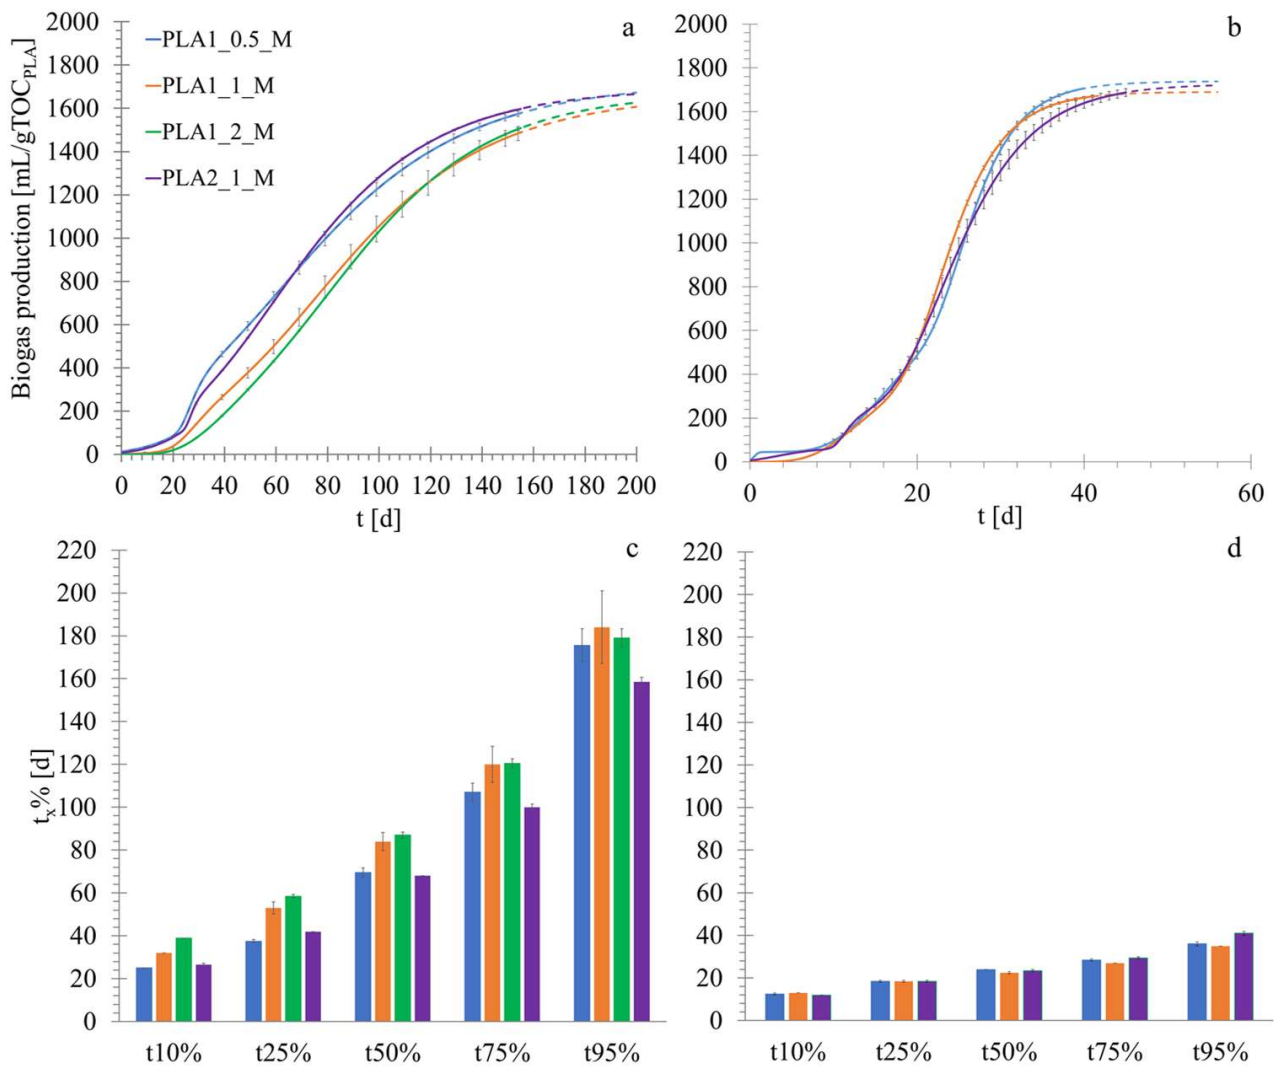 a
Biogas production [mL/gTOC_PLA]
2000
1800
1600
1400
1200
1000
800
600
400
200
0
PLA1_0.5_M
PLA1_1_M
PLA1_2_M
PLA2_1_M
0 20 40 60 80 100 120 140 160 180 200
t [d]
b
2000
1800
1600
1400
1200
1000
800
600
400
200
0
0 20 40 60
t [d]
c
t_x% [d]
220
200
180
160
140
120
100
80
60
40
20
0
t10% t25% t50% t75% t95%
d
220
200
180
160
140
120
100
80
60
40
20
0
t10% t25% t50% t75% t95%